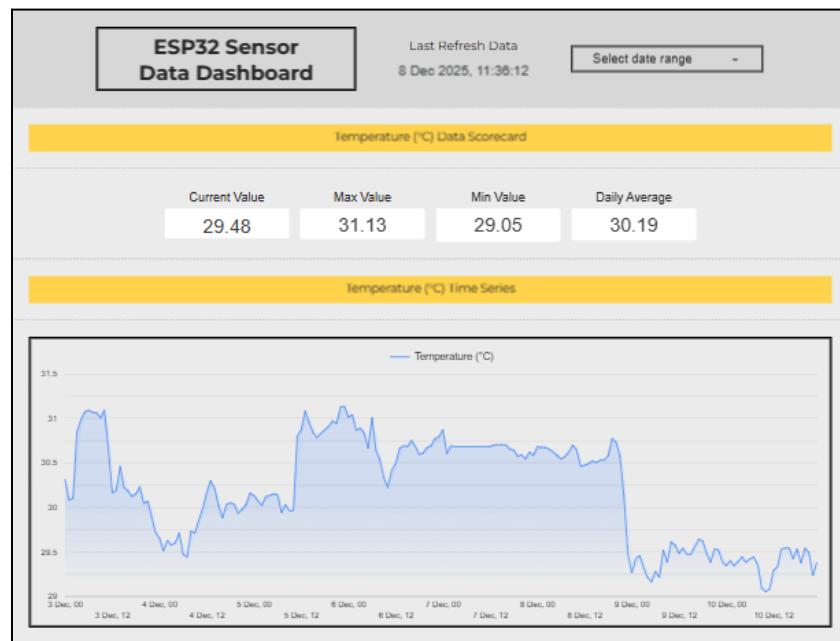 ESP32 Sensor
Data Dashboard
Last Refresh Data
8 Dec 2025, 11:36:12
Select date range
Temperature (°C) Data Scorecard
Current Value
Max Value
Min Value
Daily Average
29.48
31.13
29.05
30.19
Temperature (°C) Time Series
Temperature (°C)
31.5
31
30.5
30
29.5
29
3 Dec, 00
3 Dec, 12
4 Dec, 00
4 Dec, 12
5 Dec, 00
5 Dec, 12
6 Dec, 00
6 Dec, 12
7 Dec, 00
7 Dec, 12
8 Dec, 00
8 Dec, 12
9 Dec, 00
9 Dec, 12
10 Dec, 00
10 Dec, 12